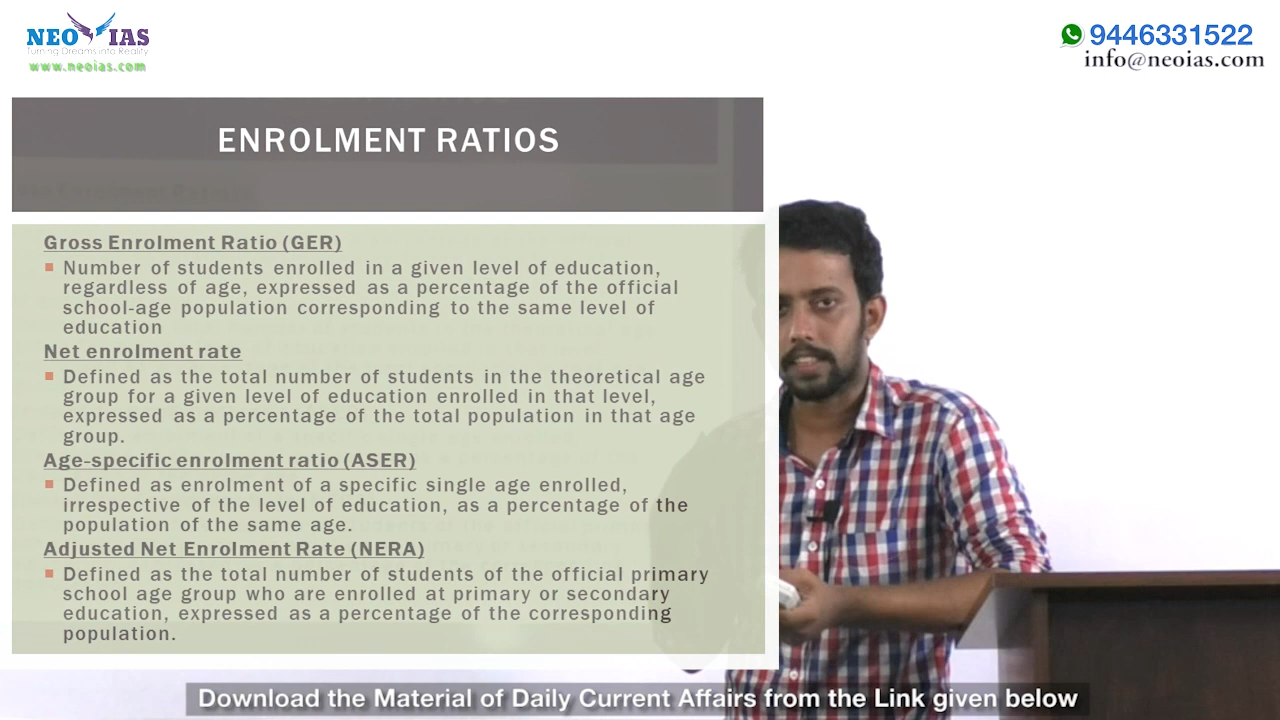 NEO IAS
Turning Dreams into Reality
www.neoias.com
9446331522
info@neoias.com
ENROLMENT RATIOS
Gross Enrolment Ratio (GER)
Number of students enrolled in a given level of education,
regardless of age, expressed as a percentage of the official
school-age population corresponding to the same level of
education
Net enrolment rate
Defined as the total number of students in the theoretical age
group for a given level of education enrolled in that level,
expressed as a percentage of the total population in that age
group.
Age-specific enrolment ratio (ASER)
Defined as enrolment of a specific single age enrolled,
irrespective of the level of education, as a percentage of the
population of the same age.
Adjusted Net Enrolment Rate (NERA)
Defined as the total number of students of the official primary
school age group who are enrolled at primary or secondary
education, expressed as a percentage of the corresponding
population.
Download the Material of Daily Current Affairs from the Link given below